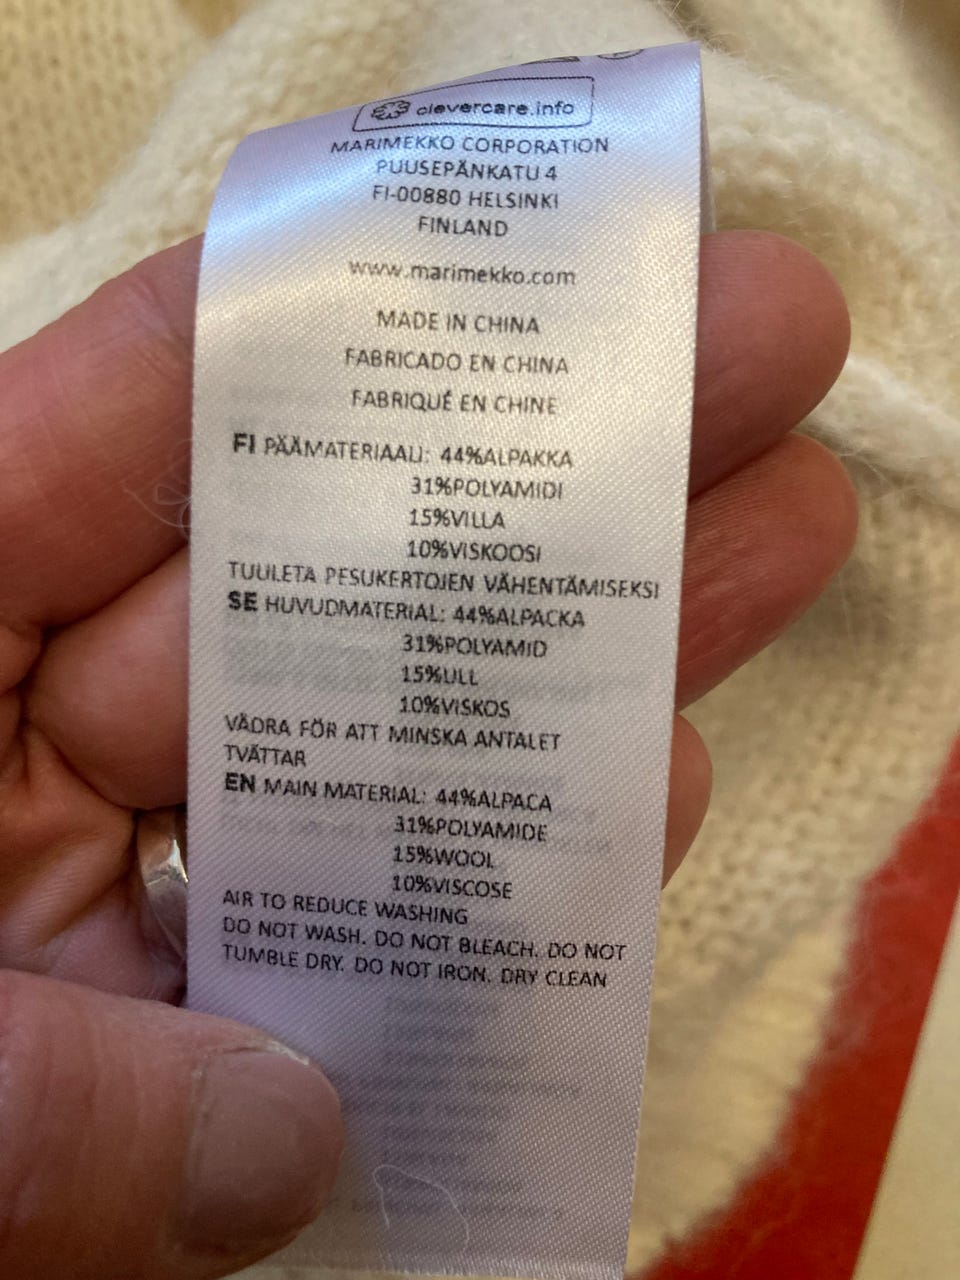 clevercare.info
MARIMEKKO CORPORATION
PUUSEPÄNKATU 4
FI-00880 HELSINKI
FINLAND
www.marimekko.com
MADE IN CHINA
FABRICADO EN CHINA
FABRIQUÉ EN CHINE
FI PÄÄMATERIAALI: 44%ALPAKKA
31%POLYAMIDI
15%VILLA
10%VISKOOSI
TUULETA PESUKERTOJEN VÄHENTÄMISEKSI
SE HUVUDMATERIAL: 44%ALPACKA
31%POLYAMID
15%ULL
10%VISKOS
VÄDRA FÖR ATT MINSKA ANTALET
TVÄTTAR
EN MAIN MATERIAL: 44%ALPACA
31%POLYAMIDE
15%WOOL
10%VISCOSE
AIR TO REDUCE WASHING
DO NOT WASH. DO NOT BLEACH. DO NOT
TUMBLE DRY. DO NOT IRON. DRY CLEAN